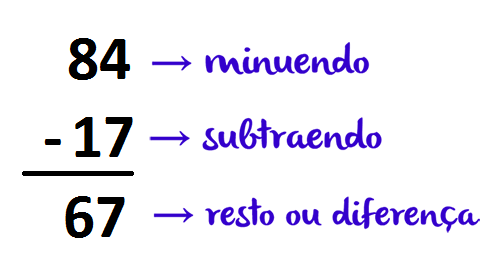 84 → minuendo
- 17 → subtraendo
67 → resto ou diferença